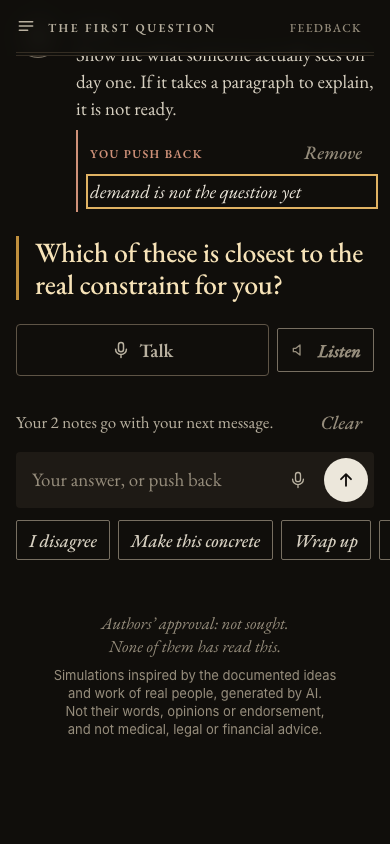 THE FIRST QUESTION
FEEDBACK
Show me what someone actually sees on
day one. If it takes a paragraph to explain,
it is not ready.
YOU PUSH BACK
Remove
demand is not the question yet
Which of these is closest to the
real constraint for you?
Talk
Listen
Your 2 notes go with your next message.
Clear
Your answer, or push back
I disagree
Make this concrete
Wrap up
Authors’ approval: not sought.
None of them has read this.
Simulations inspired by the documented ideas
and work of real people, generated by AI.
Not their words, opinions or endorsement,
and not medical, legal or financial advice.